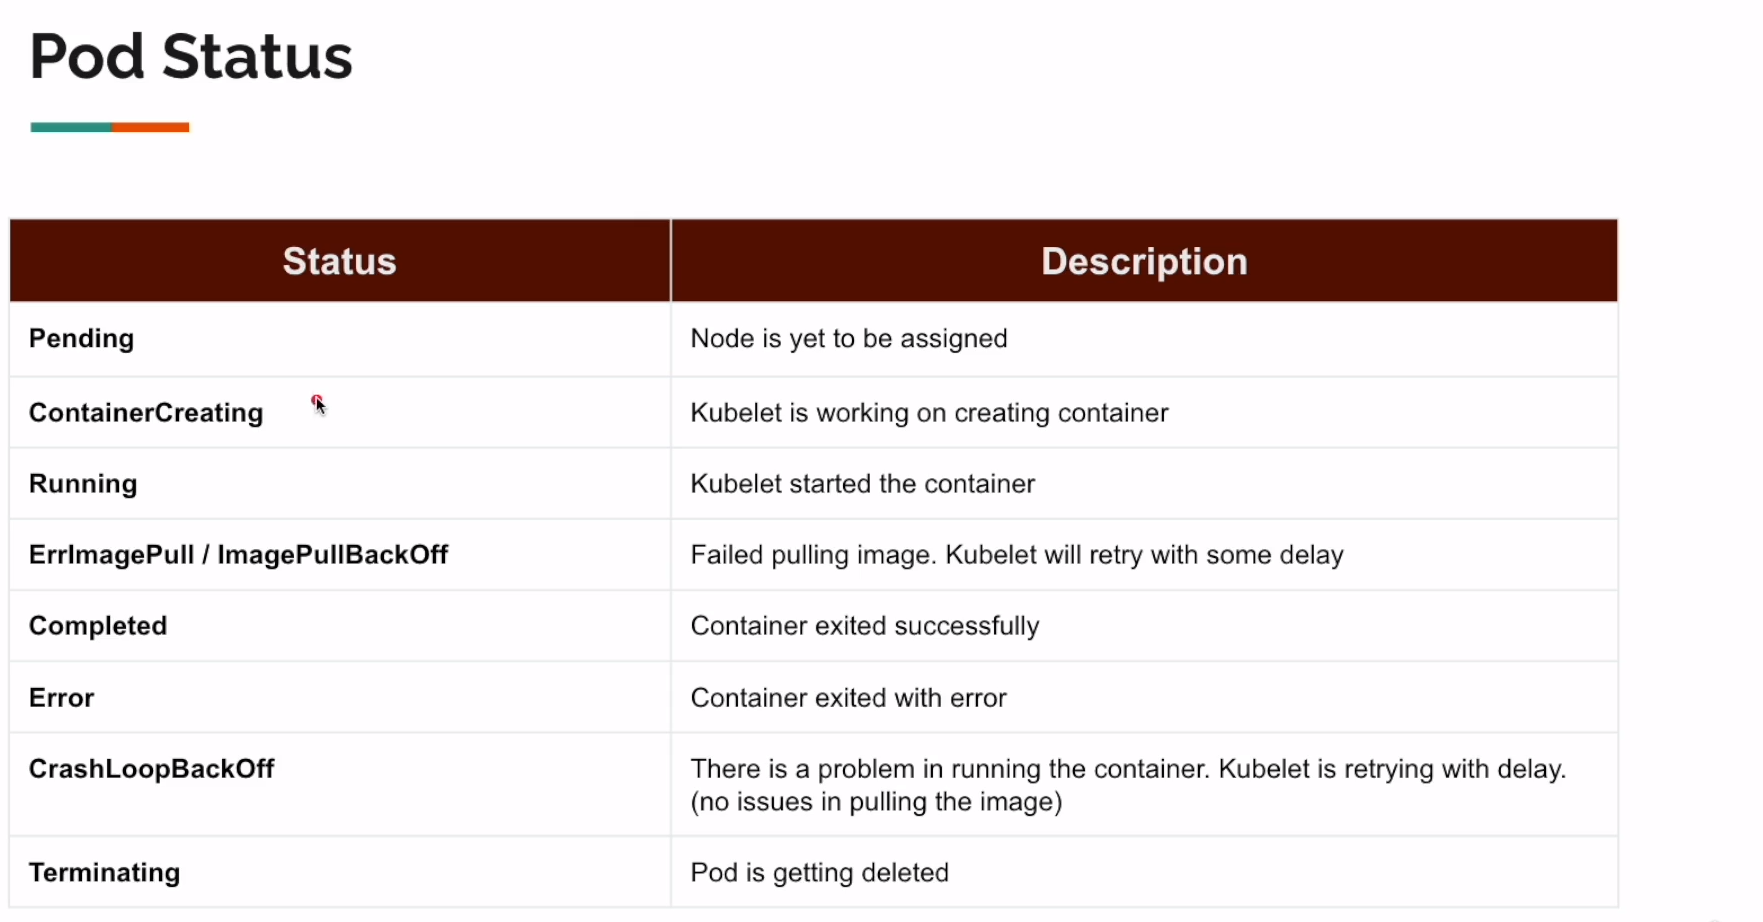 Pod Status
Status
Description
Pending
Node is yet to be assigned
ContainerCreating
Kubelet is working on creating container
Running
Kubelet started the container
ErrImagePull / ImagePullBackOff
Failed pulling image. Kubelet will retry with some delay
Completed
Container exited successfully
Error
Container exited with error
CrashLoopBackOff
There is a problem in running the container. Kubelet is retrying with delay.
(no issues in pulling the image)
Terminating
Pod is getting deleted